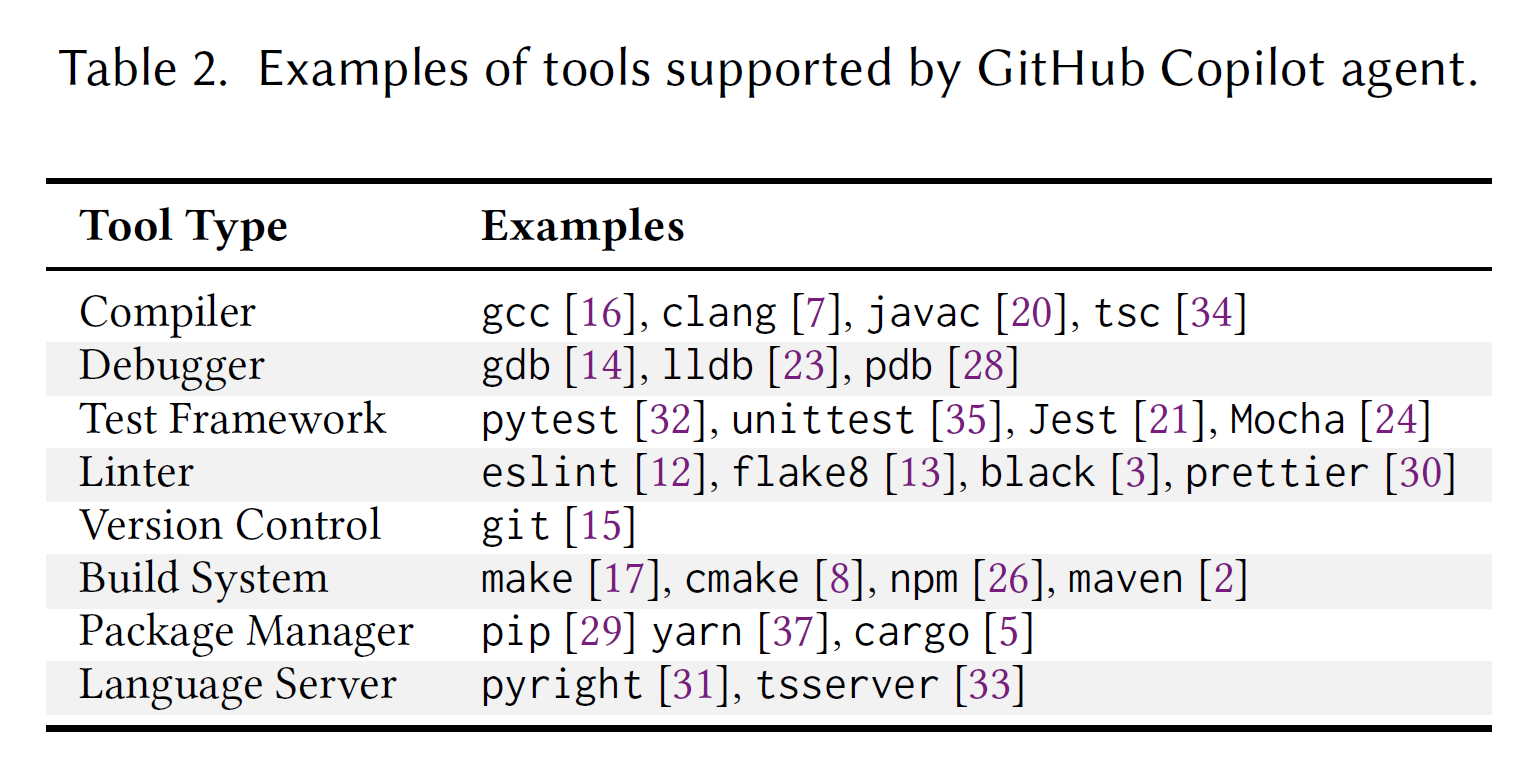 Table 2. Examples of tools supported by GitHub Copilot agent.
Tool Type Examples
Compiler gcc [16], clang [7], javac [20], tsc [34]
Debugger gdb [14], lldb [23], pdb [28]
Test Framework pytest [32], unittest [35], Jest [21], Mocha [24]
Linter eslint [12], flake8 [13], black [3], prettier [30]
Version Control git [15]
Build System make [17], cmake [8], npm [26], maven [2]
Package Manager pip [29] yarn [37], cargo [5]
Language Server pyright [31], tsserver [33]